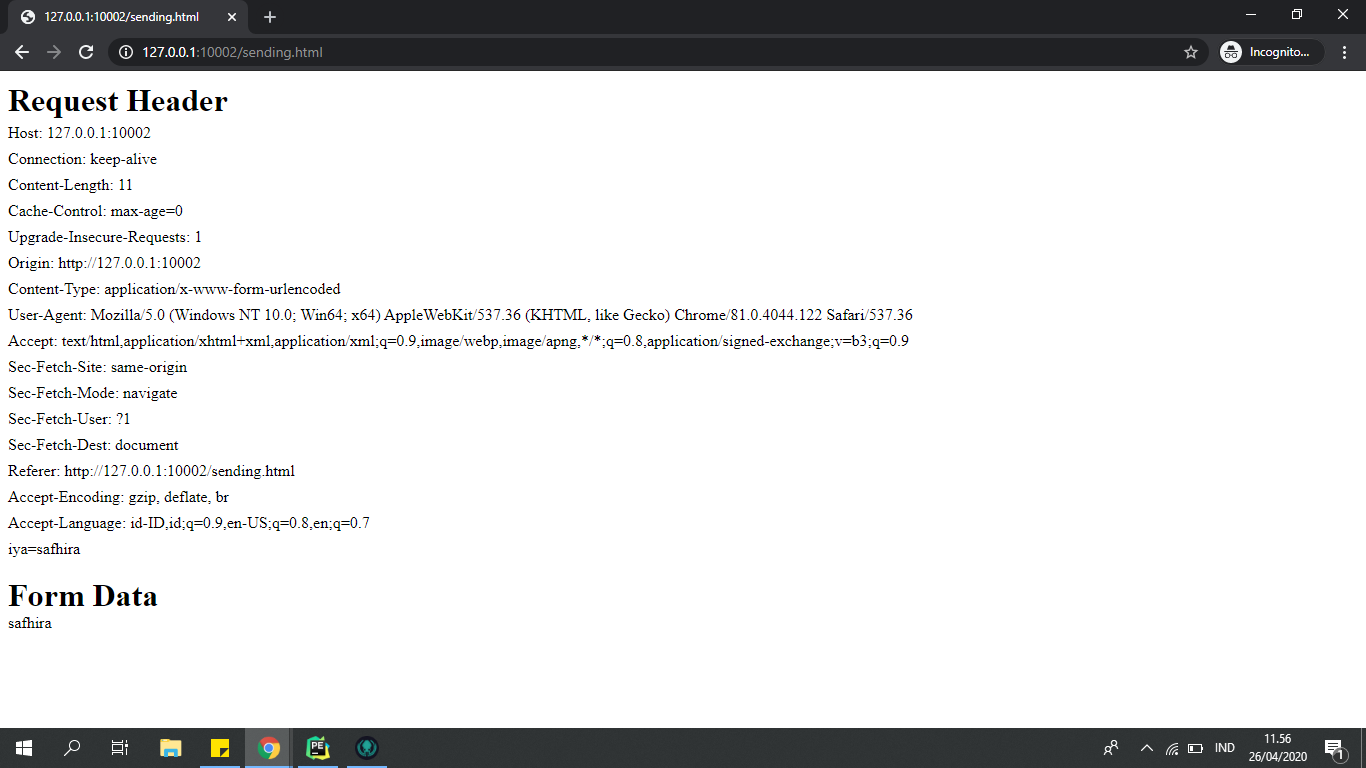 127.0.0.1:10002/sending.html
127.0.0.1:10002/sending.html
Incognito...
Request Header
Host: 127.0.0.1:10002
Connection: keep-alive
Content-Length: 11
Cache-Control: max-age=0
Upgrade-Insecure-Requests: 1
Origin: http://127.0.0.1:10002
Content-Type: application/x-www-form-urlencoded
User-Agent: Mozilla/5.0 (Windows NT 10.0; Win64; x64) AppleWebKit/537.36 (KHTML, like Gecko) Chrome/81.0.4044.122 Safari/537.36
Accept: text/html,application/xhtml+xml,application/xml;q=0.9,image/webp,image/apng,*/*;q=0.8,application/signed-exchange;v=b3;q=0.9
Sec-Fetch-Site: same-origin
Sec-Fetch-Mode: navigate
Sec-Fetch-User: ?1
Sec-Fetch-Dest: document
Referer: http://127.0.0.1:10002/sending.html
Accept-Encoding: gzip, deflate, br
Accept-Language: id-ID,id;q=0.9,en-US;q=0.8,en;q=0.7
iya=safhira
Form Data
safhira
PE
IND
11.56
26/04/2020
1